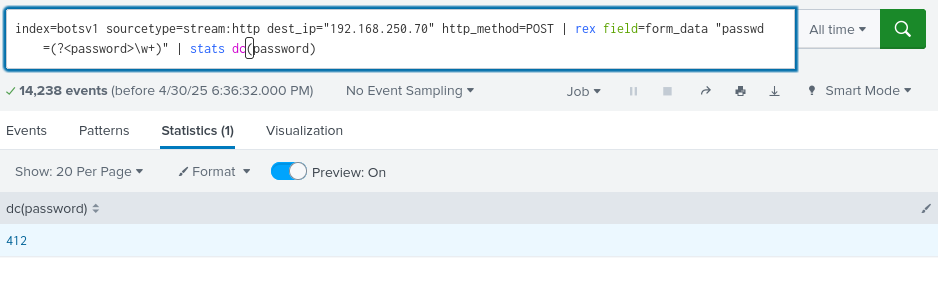 index=botsv1 sourcetype=stream:http dest_ip="192.168.250.70" http_method=POST | rex field=form_data "passwd
=(?<password>\w+)" | stats dc(password)
All time
14,238 events (before 4/30/25 6:36:32.000 PM)
No Event Sampling
Job
Smart Mode
Events
Patterns
Statistics (1)
Visualization
Show: 20 Per Page
Format
Preview: On
dc(password)
412